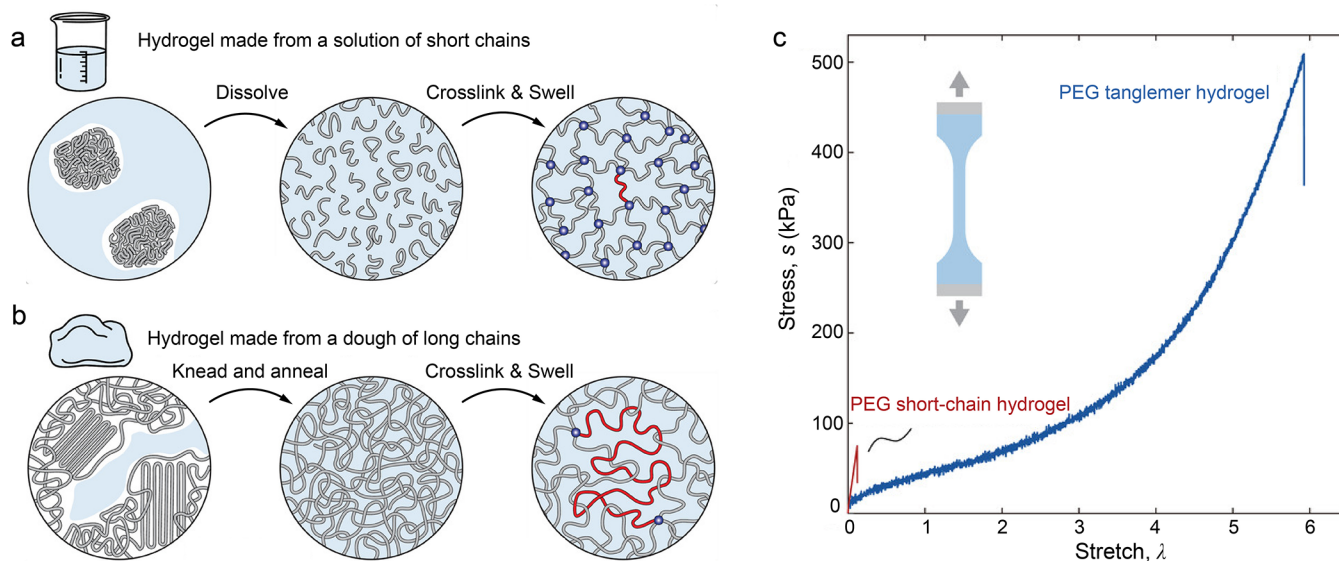 a
Hydrogel made from a solution of short chains
Dissolve
Crosslink & Swell
b
Hydrogel made from a dough of long chains
Knead and anneal
Crosslink & Swell
c
500
400
300
200
100
0
0 1 2 3 4 5 6
Stress, s (kPa)
Stretch, λ
PEG tanglemer hydrogel
PEG short-chain hydrogel